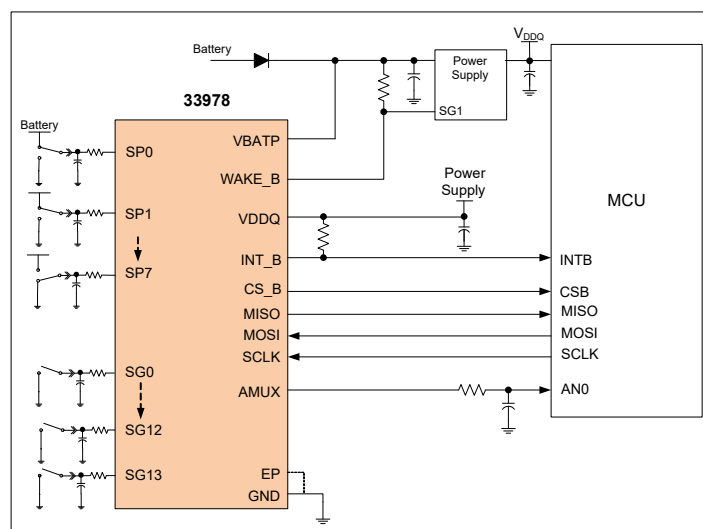 Battery
VDDQ
Power
Supply
SG1
33978
Battery
VBATP
SP0
WAKE_B
Power
Supply
MCU
SP1
VDDQ
INT_B
INTB
SP7
CS_B
CSB
MISO
MISO
MOSI
MOSI
SCLK
SCLK
SG0
AMUX
AN0
SG12
SG13
EP
GND